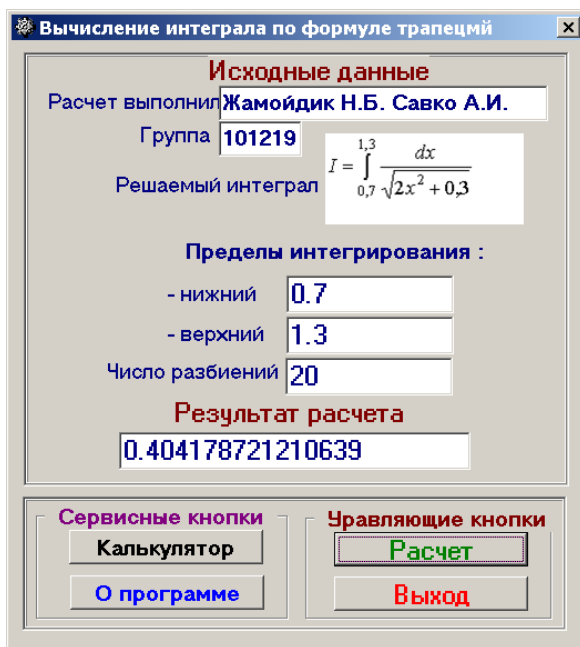 Вычисление интеграла по формуле трапецмй
Исходные данные
Расчет выполнил Жамойдик Н.Б. Савко А.И.
Группа 101219
Решаемый интеграл I = ∫_{0,7}^{1,3} dx / √(2x² + 0,3)
Пределы интегрирования :
- нижний 0.7
- верхний 1.3
Число разбиений 20
Результат расчета
0.404178721210639
Сервисные кнопки
Калькулятор
О программе
Уравляющие кнопки
Расчет
Выход